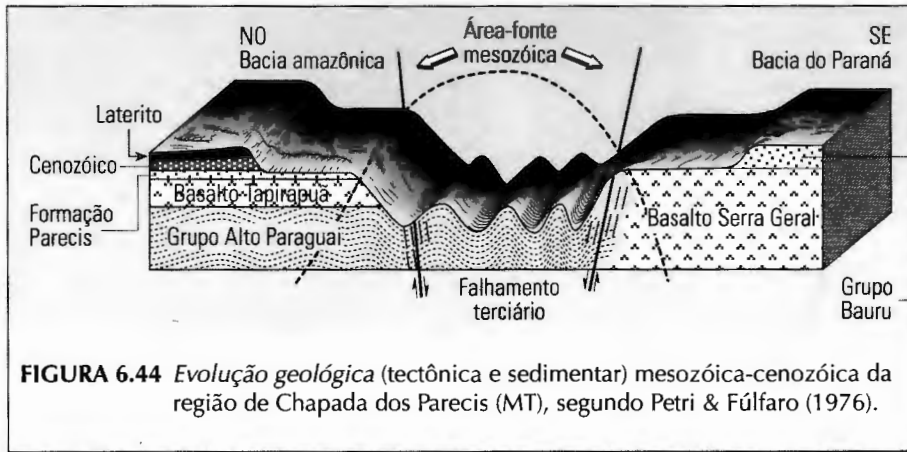 NO
Bacia amazônica
Área-fonte
mesozóica
SE
Bacia do Paraná
Laterito
Cenozóico
Formação
Parecis
Basalto Tapirapuã
Grupo Alto Paraguai
Basalto Serra Geral
Falhamento
terciário
Grupo
Bauru
FIGURA 6.44 Evolução geológica (tectônica e sedimentar) mesozóica-cenozóica da
região de Chapada dos Parecis (MT), segundo Petri & Fúlfaro (1976).